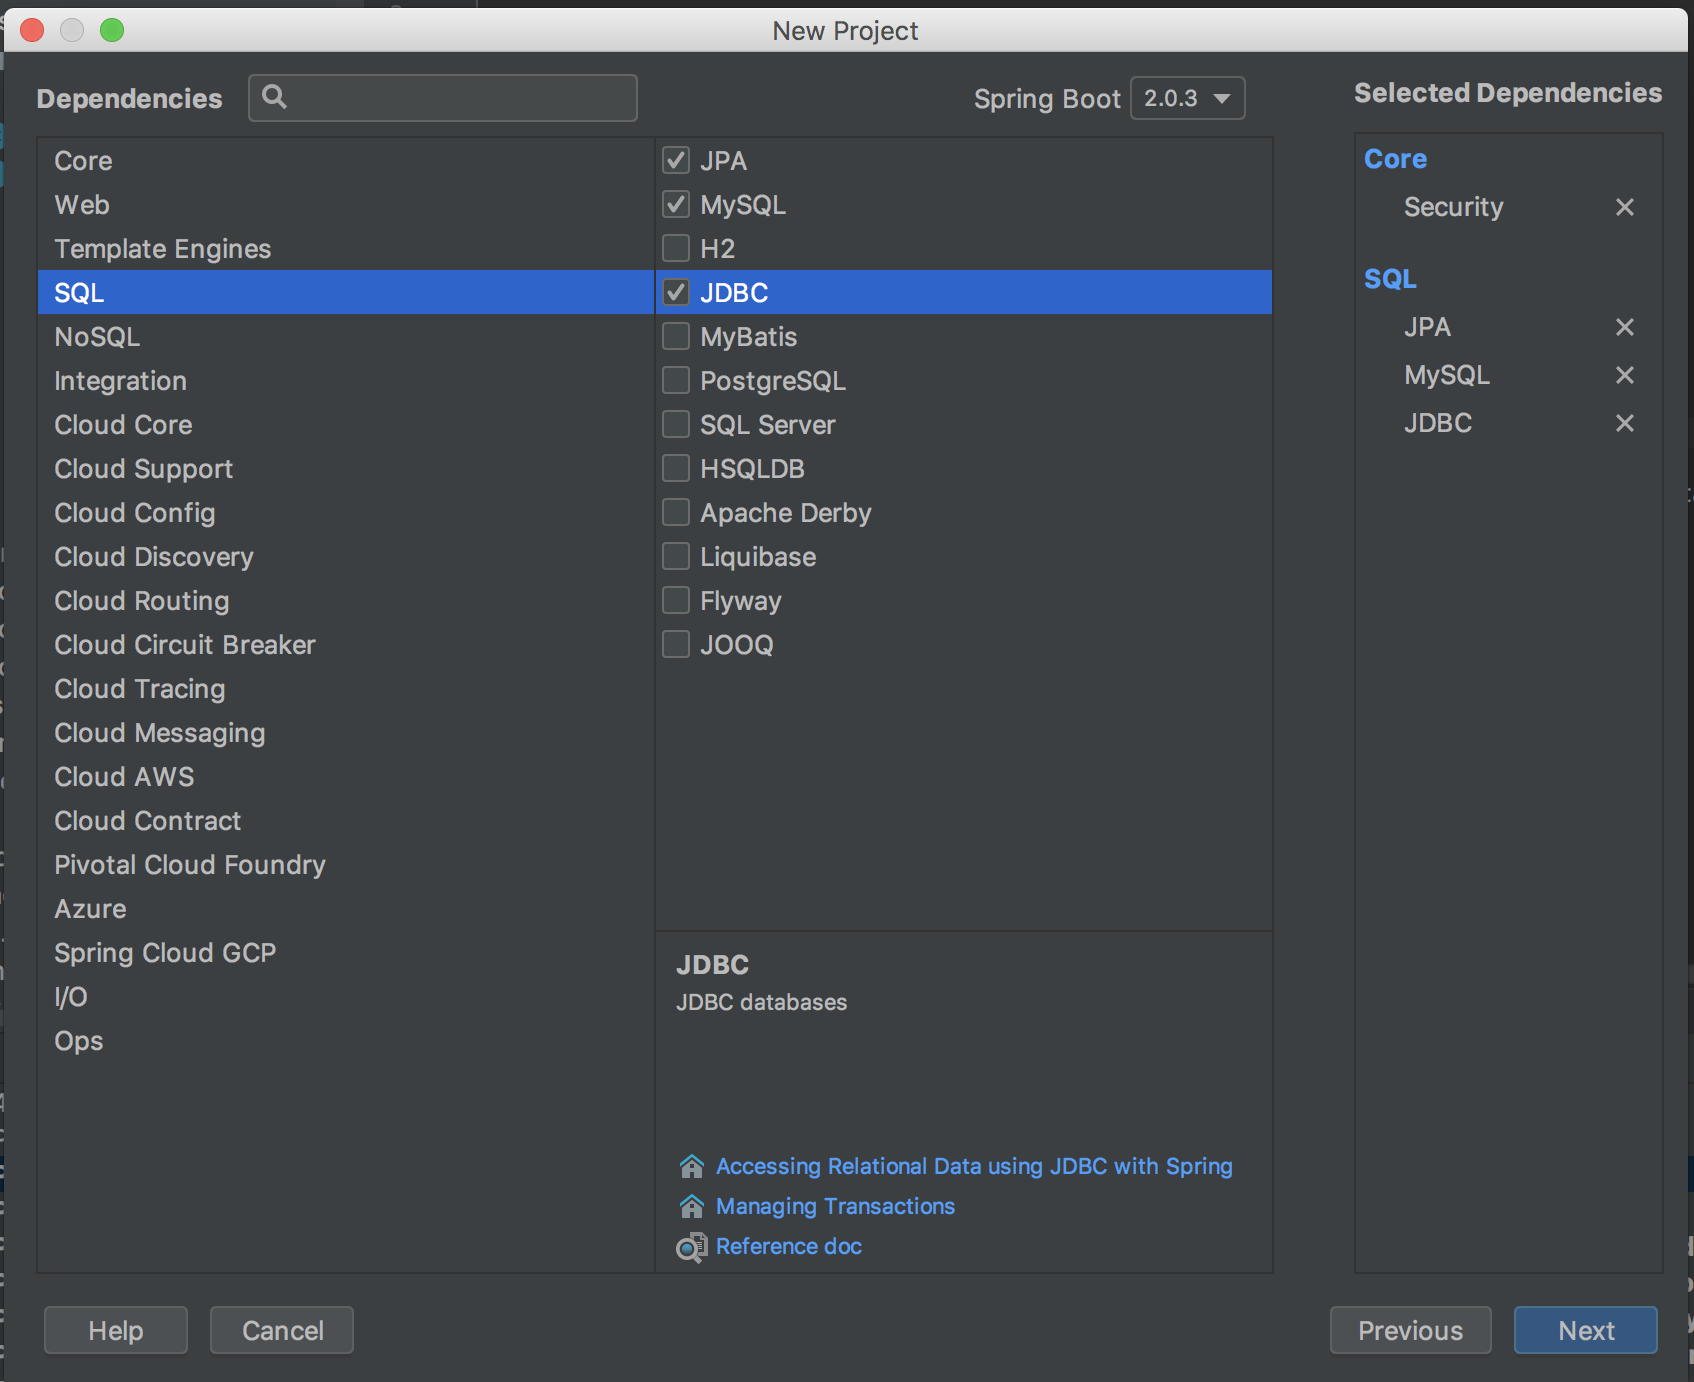 New Project
Dependencies
Spring Boot 2.0.3
Selected Dependencies
Core
Web
Template Engines
SQL
NoSQL
Integration
Cloud Core
Cloud Support
Cloud Config
Cloud Discovery
Cloud Routing
Cloud Circuit Breaker
Cloud Tracing
Cloud Messaging
Cloud AWS
Cloud Contract
Pivotal Cloud Foundry
Azure
Spring Cloud GCP
I/O
Ops
JPA
MySQL
H2
JDBC
MyBatis
PostgreSQL
SQL Server
HSQLDB
Apache Derby
Liquibase
Flyway
JOOQ
JDBC
JDBC databases
Accessing Relational Data using JDBC with Spring
Managing Transactions
Reference doc
Core
Security
SQL
JPA
MySQL
JDBC
Help
Cancel
Previous
Next